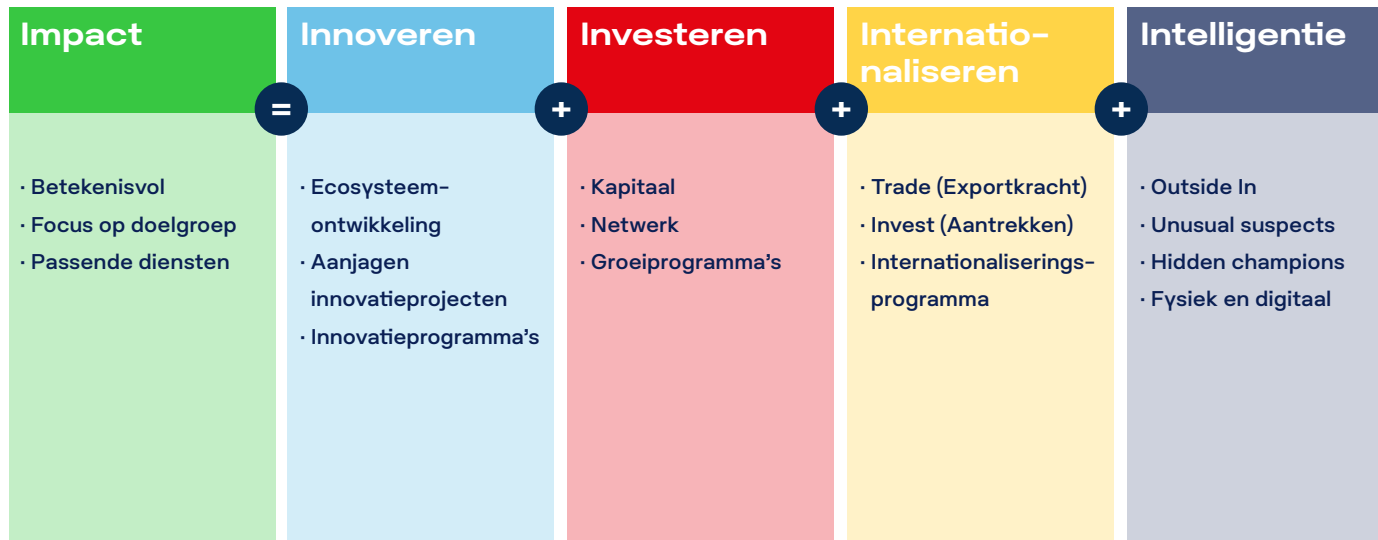 Impact
=
Innoveren
+
Investeren
+
Internatio-
naliseren
+
Intelligentie
· Betekenisvol
· Focus op doelgroep
· Passende diensten
· Ecosysteem-
ontwikkeling
· Aanjagen
innovatieprojecten
· Innovatieprogramma’s
· Kapitaal
· Netwerk
· Groeiprogramma’s
· Trade (Exportkracht)
· Invest (Aantrekken)
· Internationaliserings-
programma
· Outside In
· Unusual suspects
· Hidden champions
· Fysiek en digitaal